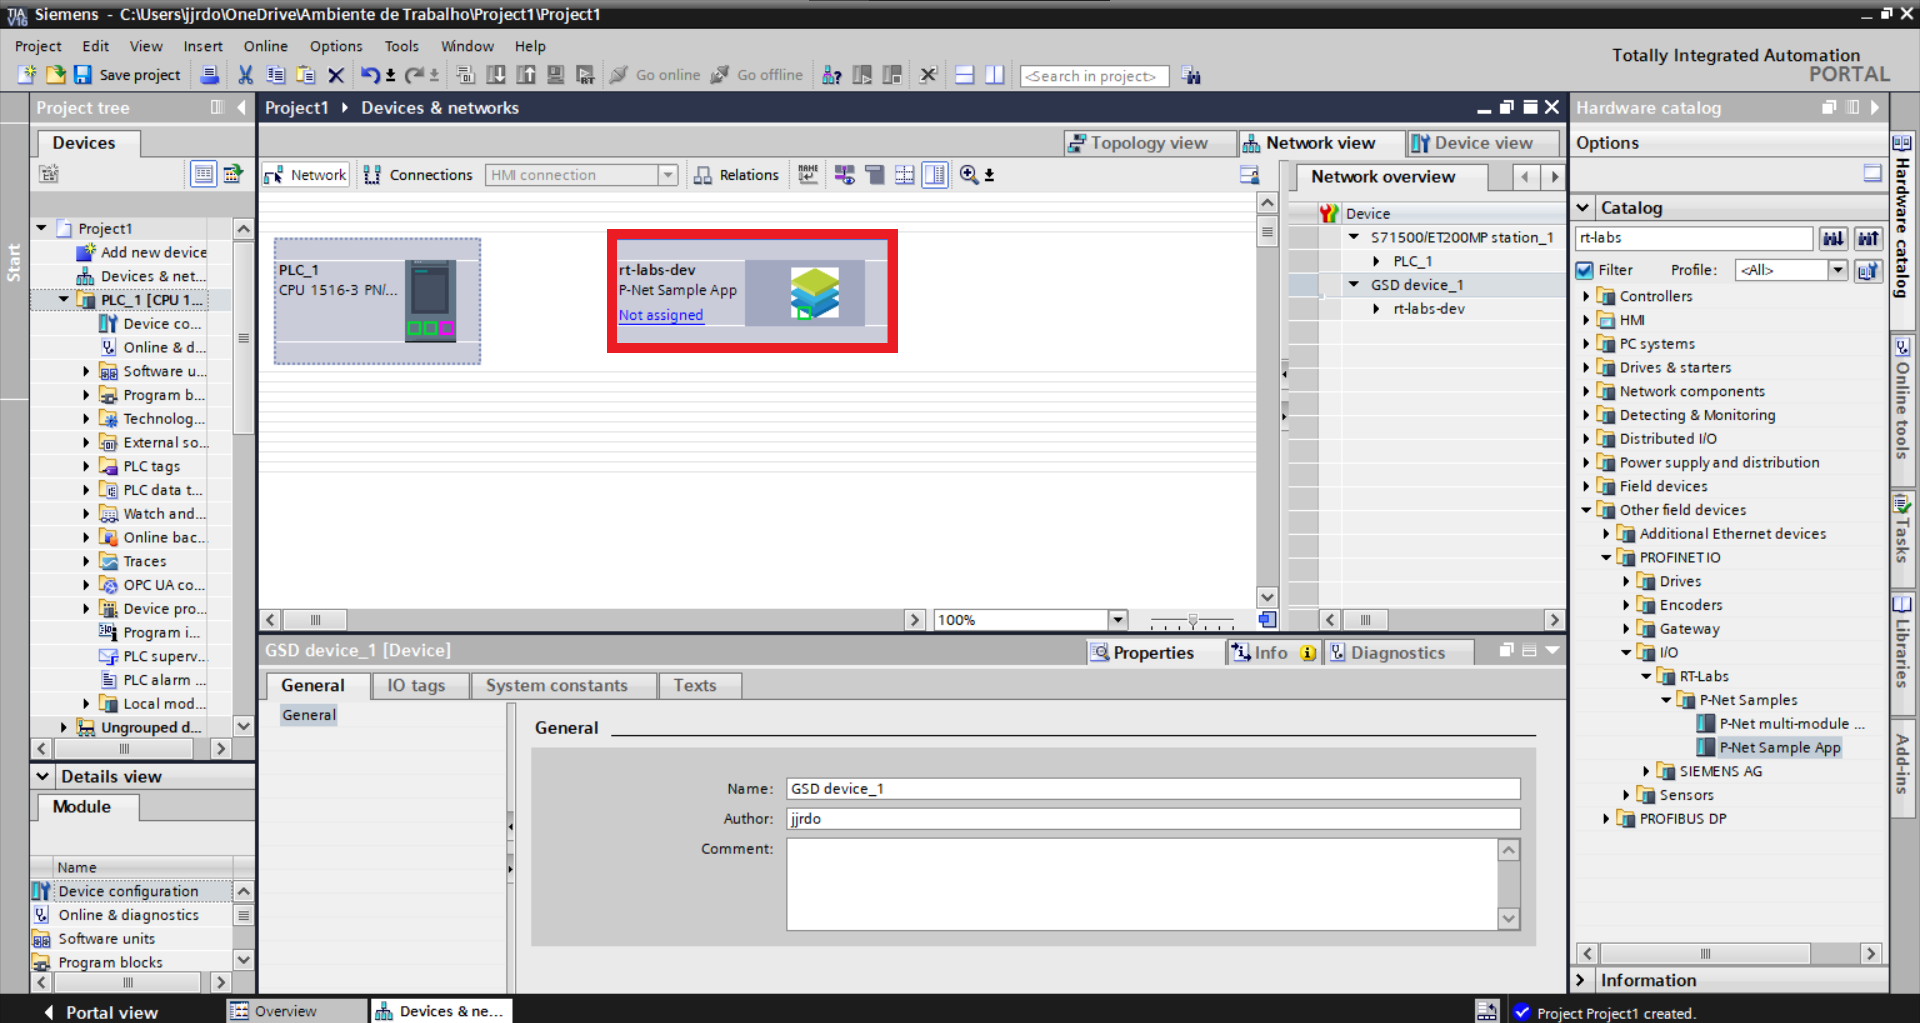 Siemens  -  C:\Users\jjrdo\OneDrive\Ambiente de Trabalho\Project1\Project1
Project Edit View Insert Online Options Tools Window Help
Totally Integrated Automation
PORTAL
Save project
Go online
Go offline
<Search in project>
Project tree
Devices
Start
Project1
Add new device
Devices & net...
PLC_1 [CPU 1...
Device co...
Online & d...
Software u...
Program b...
Technolog...
External so...
PLC tags
PLC data t...
Watch and...
Online bac...
Traces
OPC UA co...
Device pro...
Program i...
PLC superv...
PLC alarm ...
Local mod...
Ungrouped d...
Details view
Module
Name
Device configuration
Online & diagnostics
Software units
Program blocks
Project1 Devices & networks
Topology view
Network view
Device view
Network
Connections
HMI connection
Relations
PLC_1
CPU 1516-3 PN/...
rt-labs-dev
P-Net Sample App
Not assigned
100%
Network overview
Device
S71500/ET200MP station_1
PLC_1
GSD device_1
rt-labs-dev
GSD device_1 [Device]
Properties
Info
Diagnostics
General
IO tags
System constants
Texts
General
General
Name: GSD device_1
Author: jjrdo
Comment:
Hardware catalog
Options
Catalog
rt-labs
Filter
Profile: <All>
Controllers
HMI
PC systems
Drives & starters
Network components
Detecting & Monitoring
Distributed I/O
Power supply and distribution
Field devices
Other field devices
Additional Ethernet devices
PROFINET IO
Drives
Encoders
Gateway
I/O
RT-Labs
P-Net Samples
P-Net multi-module ...
P-Net Sample App
SIEMENS AG
Sensors
PROFIBUS DP
Information
Hardware catalog
Online tools
Tasks
Libraries
Add-ins
Portal view
Overview
Devices & ne...
Project Project1 created.